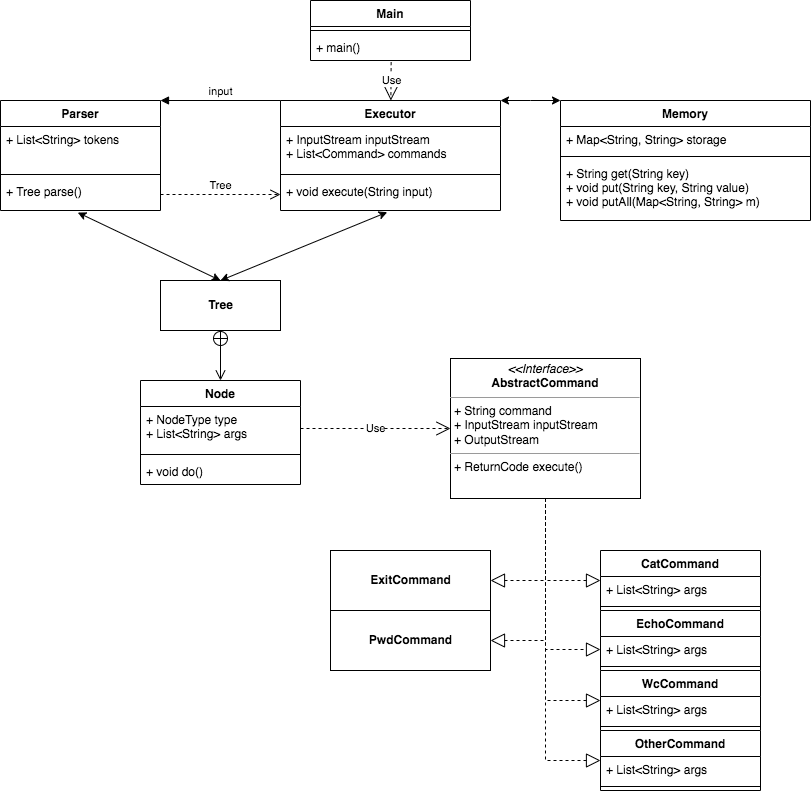 Main
+ main()
Use
input
Parser
+ List<String> tokens
+ Tree parse()
Tree
Executor
+ InputStream inputStream
+ List<Command> commands
+ void execute(String input)
Memory
+ Map<String, String> storage
+ String get(String key)
+ void put(String key, String value)
+ void putAll(Map<String, String> m)
Tree
Node
+ NodeType type
+ List<String> args
+ void do()
Use
<<Interface>>
AbstractCommand
+ String command
+ InputStream inputStream
+ OutputStream
+ ReturnCode execute()
ExitCommand
PwdCommand
CatCommand
+ List<String> args
EchoCommand
+ List<String> args
WcCommand
+ List<String> args
OtherCommand
+ List<String> args